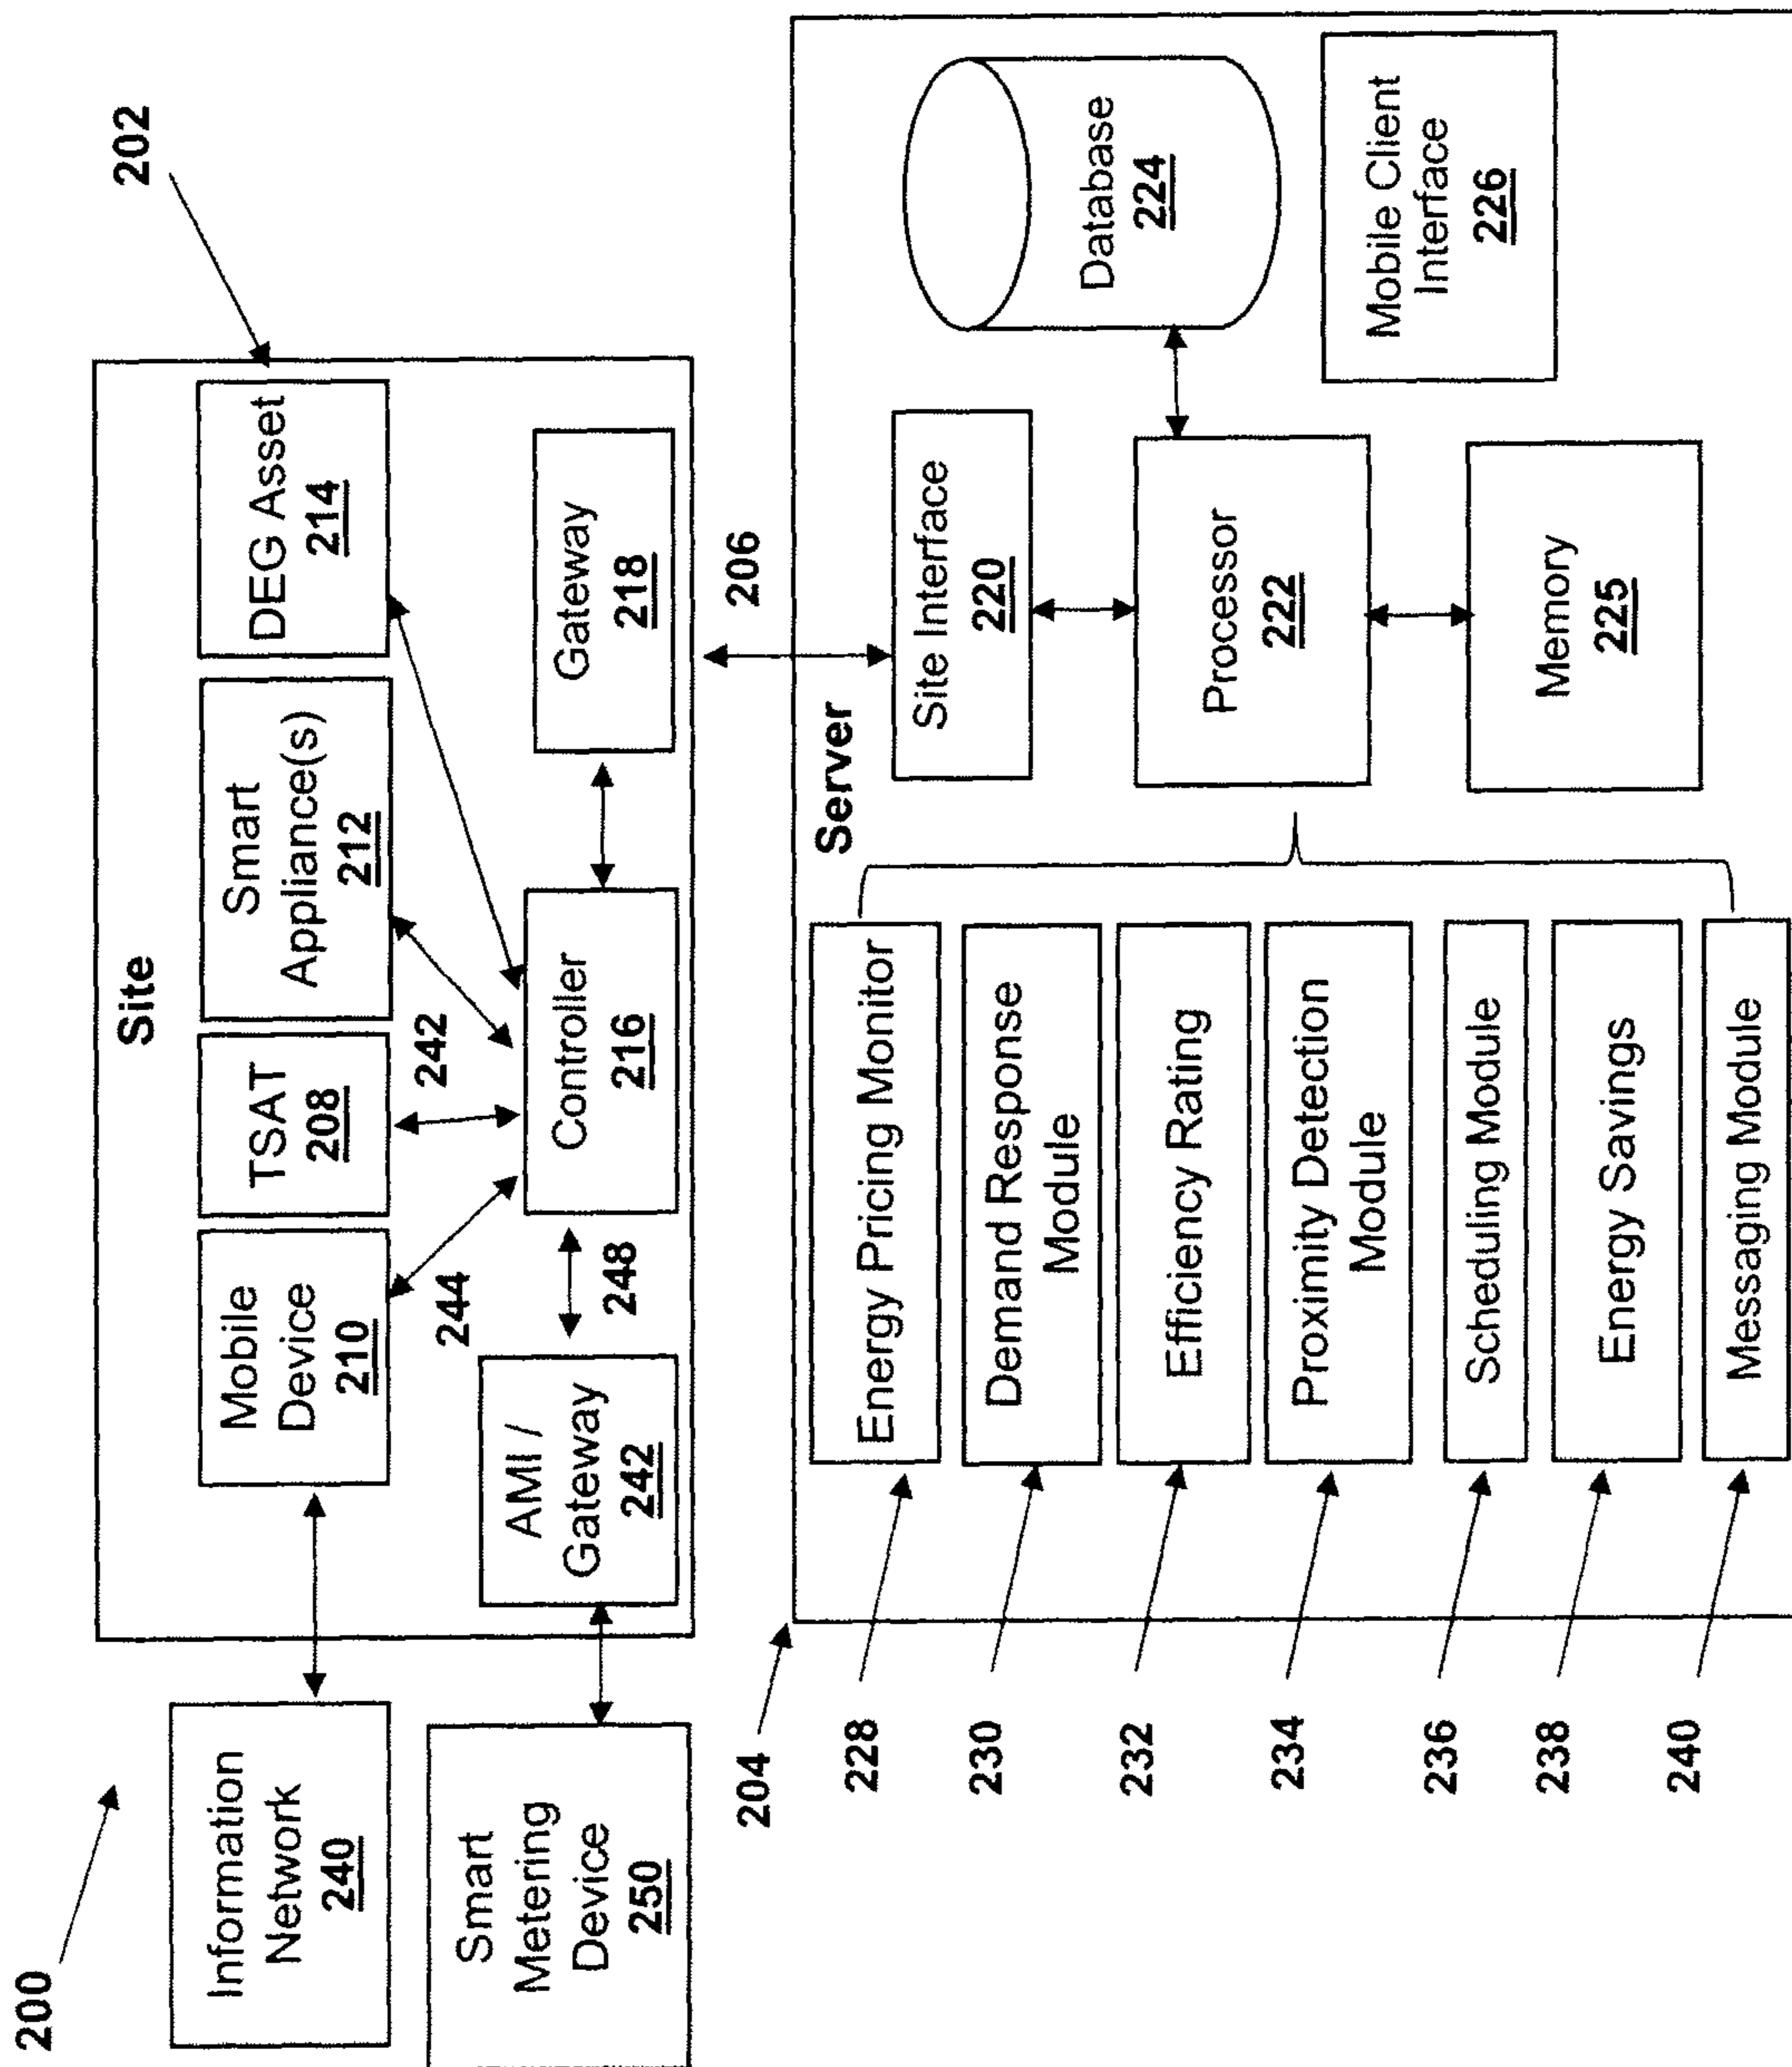 200
202
Information
Network
240
Smart
Metering
Device
250
Site
Mobile
Device
210
TSAT
208
Smart
Appliance(s)
212
DEG Asset
214
244
242
AMI /
Gateway
242
248
Controller
216
Gateway
218
206
204
Server
228
Energy Pricing Monitor
230
Demand Response
Module
232
Efficiency Rating
234
Proximity Detection
Module
236
Scheduling Module
238
Energy Savings
240
Messaging Module
Site Interface
220
Processor
222
Memory
225
Database
224
Mobile Client
Interface
226